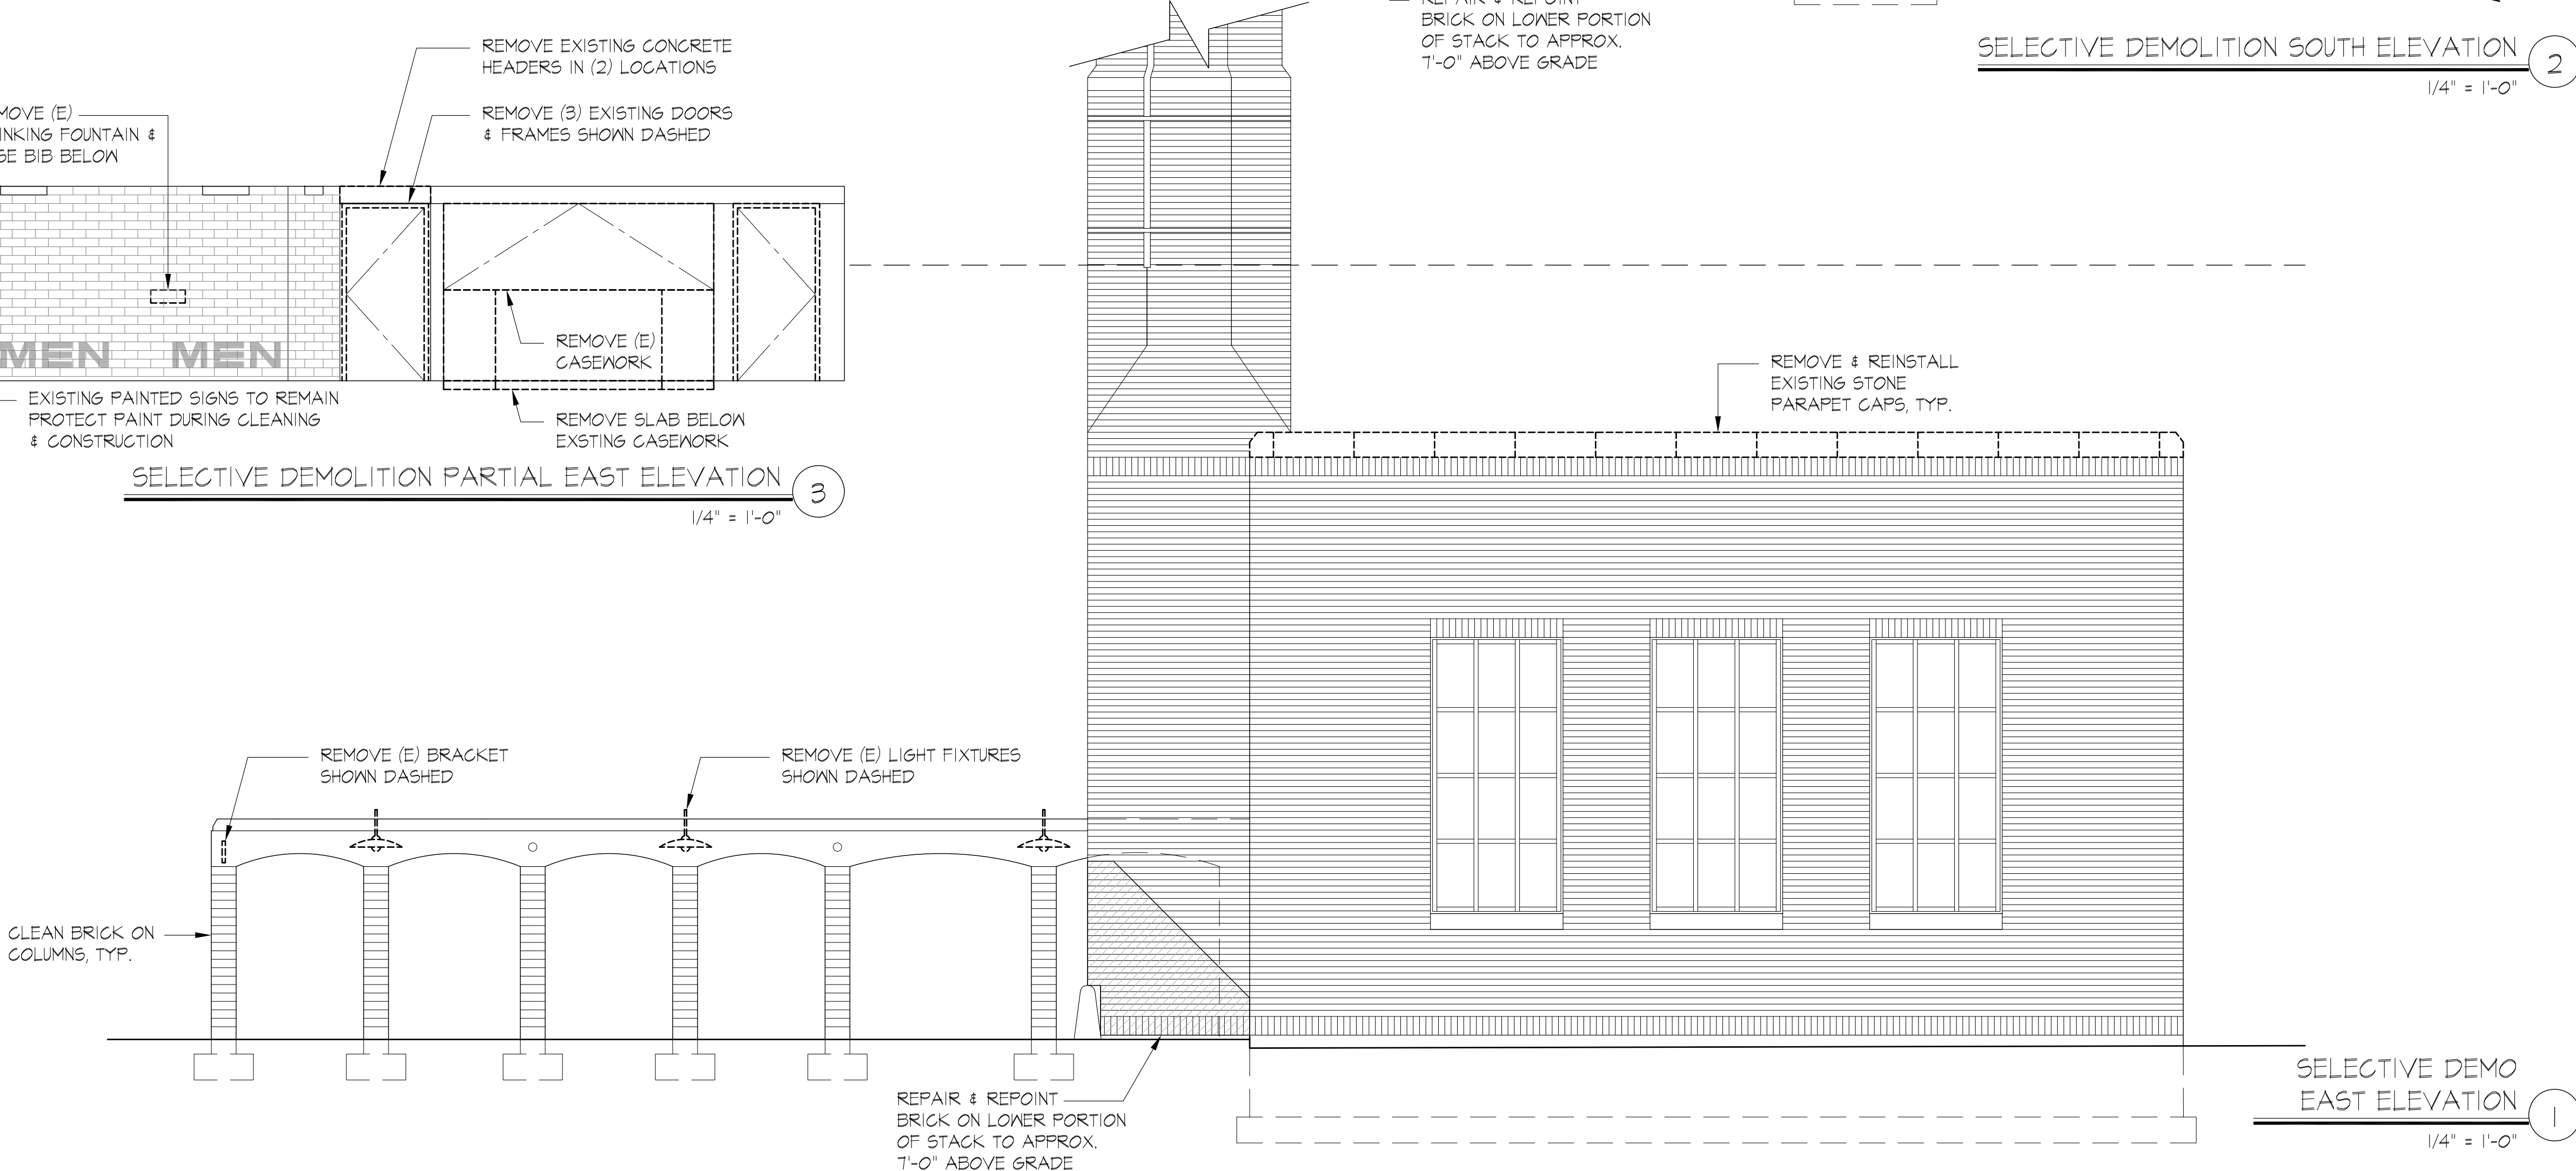 REPAIR & REPOINT
BRICK ON LOWER PORTION
OF STACK TO APPROX.
7'-0" ABOVE GRADE
SELECTIVE DEMOLITION SOUTH ELEVATION
2
1/4" = 1'-0"
REMOVE EXISTING CONCRETE
HEADERS IN (2) LOCATIONS
REMOVE (3) EXISTING DOORS
& FRAMES SHOWN DASHED
MOVE (E)
INKING FOUNTAIN &
SE BIB BELOW
MEN MEN
REMOVE (E)
CASEWORK
EXISTING PAINTED SIGNS TO REMAIN
PROTECT PAINT DURING CLEANING
& CONSTRUCTION
REMOVE SLAB BELOW
EXSTING CASEWORK
SELECTIVE DEMOLITION PARTIAL EAST ELEVATION
3
1/4" = 1'-0"
REMOVE & REINSTALL
EXISTING STONE
PARAPET CAPS, TYP.
REMOVE (E) BRACKET
SHOWN DASHED
REMOVE (E) LIGHT FIXTURES
SHOWN DASHED
CLEAN BRICK ON
COLUMNS, TYP.
REPAIR & REPOINT
BRICK ON LOWER PORTION
OF STACK TO APPROX.
7'-0" ABOVE GRADE
SELECTIVE DEMO
EAST ELEVATION
1
1/4" = 1'-0"